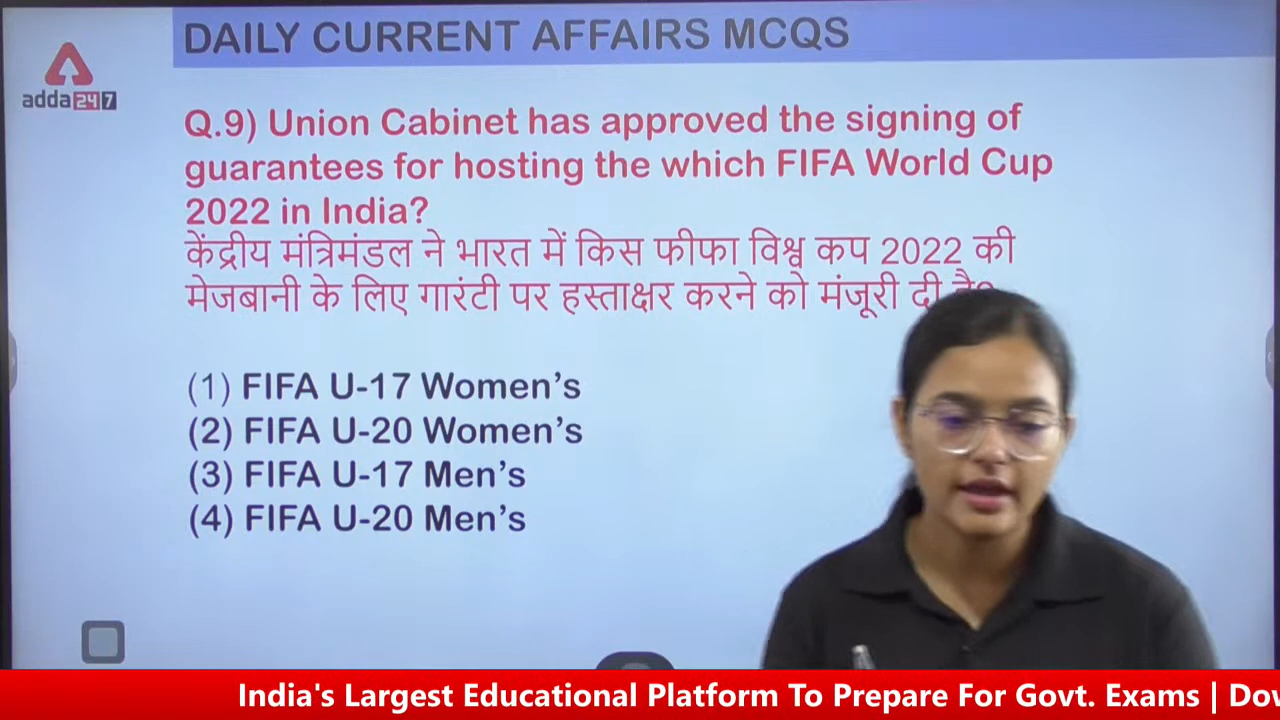 DAILY CURRENT AFFAIRS MCQS
adda247
Q.9) Union Cabinet has approved the signing of
guarantees for hosting the which FIFA World Cup
2022 in India?
केंद्रीय मंत्रिमंडल ने भारत में किस फीफा विश्व कप 2022 की
मेजबानी के लिए गारंटी पर हस्ताक्षर करने को मंजूरी दी है?
(1) FIFA U-17 Women's
(2) FIFA U-20 Women's
(3) FIFA U-17 Men's
(4) FIFA U-20 Men's
India's Largest Educational Platform To Prepare For Govt. Exams |